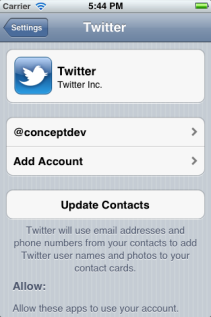 Carrier 5:44 PM
Settings Twitter
Twitter
Twitter Inc.
@conceptdev
Add Account
Update Contacts
Twitter will use email addresses and
phone numbers from your contacts to add
Twitter user names and photos to your
contact cards.
Allow:
Allow these apps to use your account.